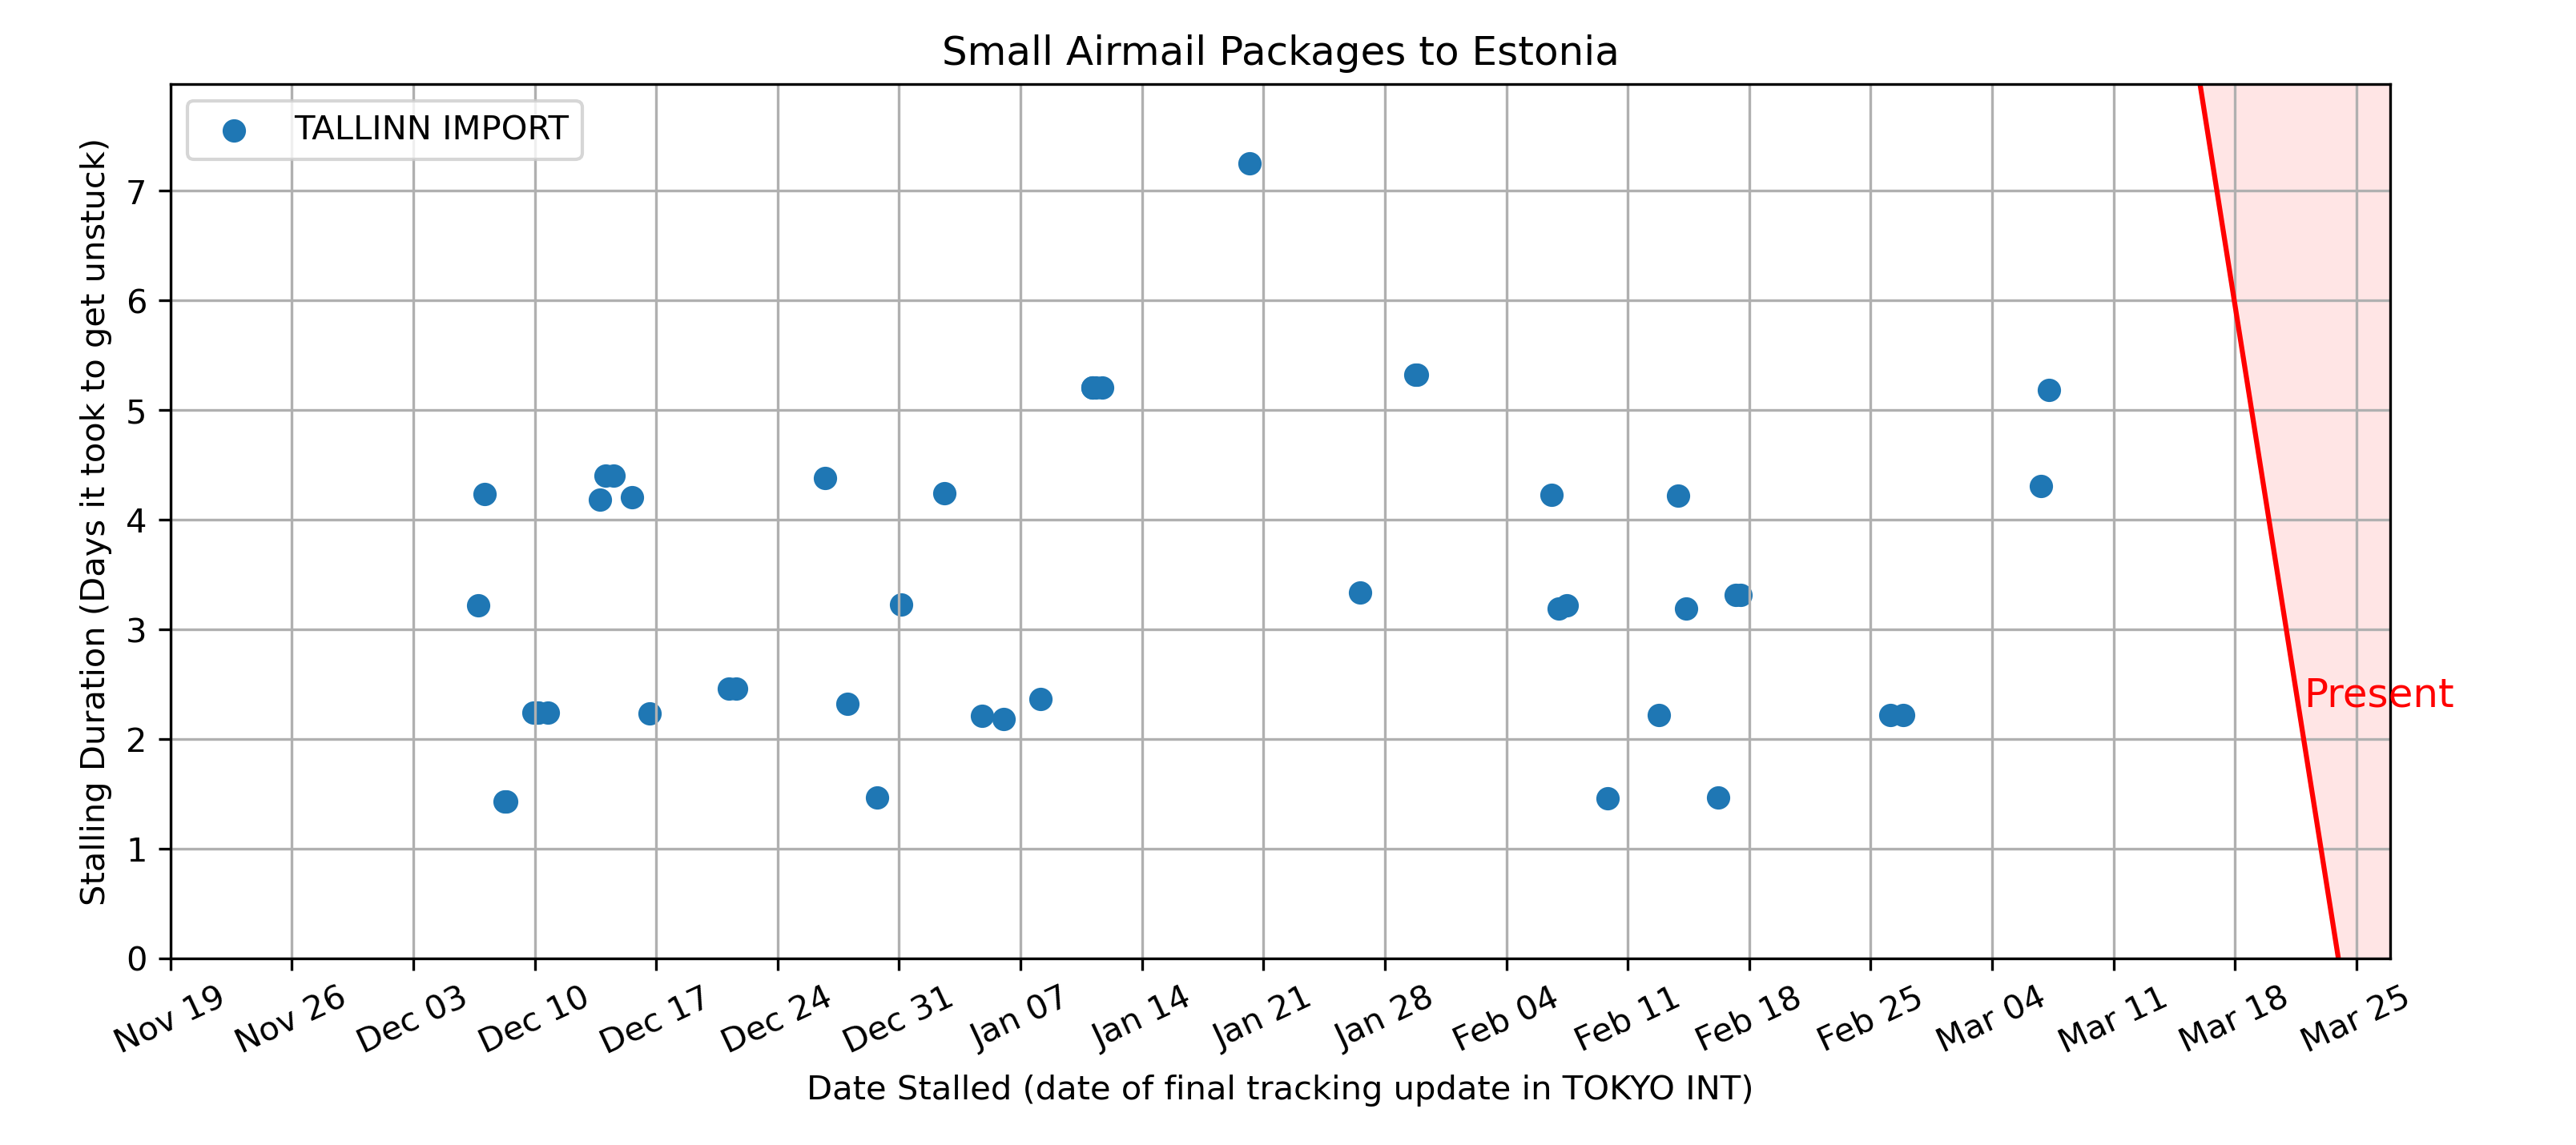 Small Airmail Packages to Estonia
TALLINN IMPORT
Stalling Duration (Days it took to get unstuck)
7
6
5
4
3
2
1
0
Present
Nov 19
Nov 26
Dec 03
Dec 10
Dec 17
Dec 24
Dec 31
Jan 07
Jan 14
Jan 21
Jan 28
Feb 04
Feb 11
Feb 18
Feb 25
Mar 04
Mar 11
Mar 18
Mar 25
Date Stalled (date of final tracking update in TOKYO INT)